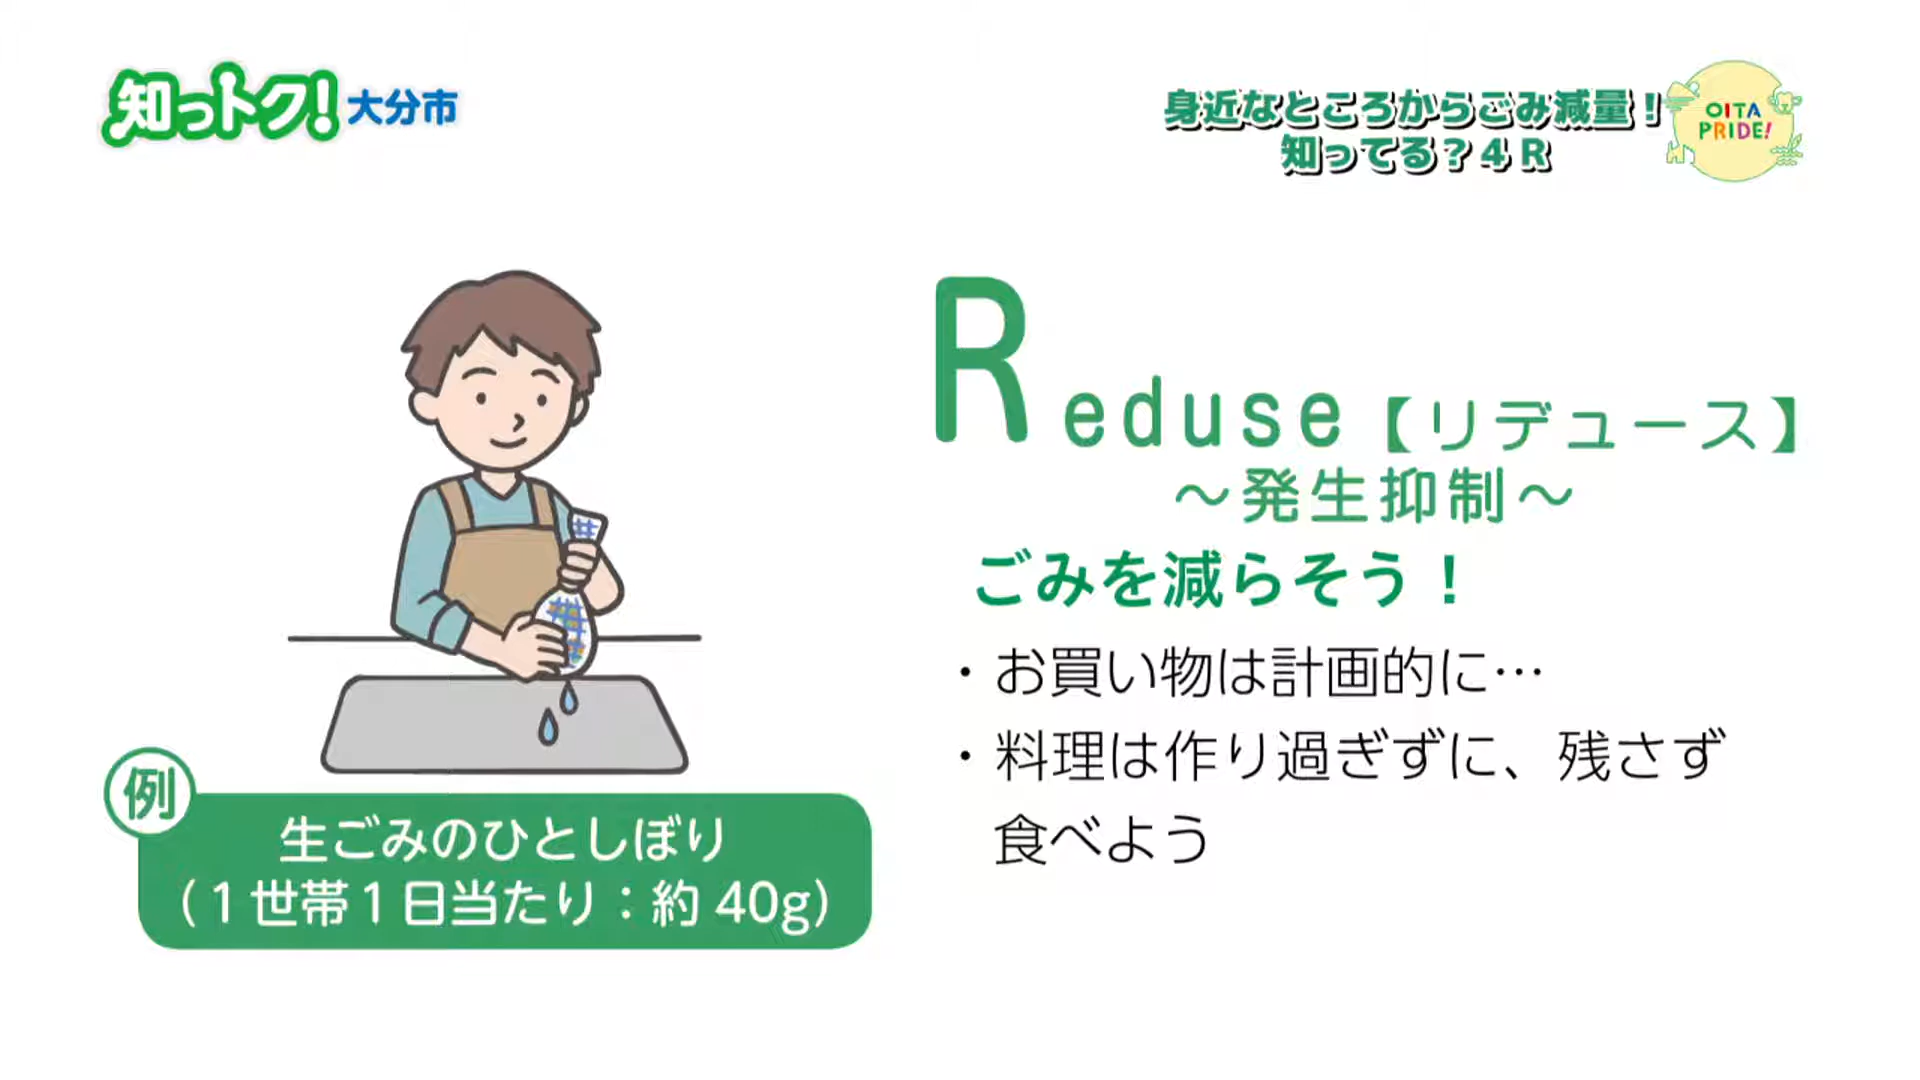 知っトク!大分市
身近なところからごみ減量!
知ってる?4R
OITA
PRIDE!
Reduse【リデュース】
~発生抑制~
ごみを減らそう!
・お買い物は計画的に…
・料理は作り過ぎずに、残さず
食べよう
例
生ごみのひとしぼり
(1世帯1日当たり:約40g)